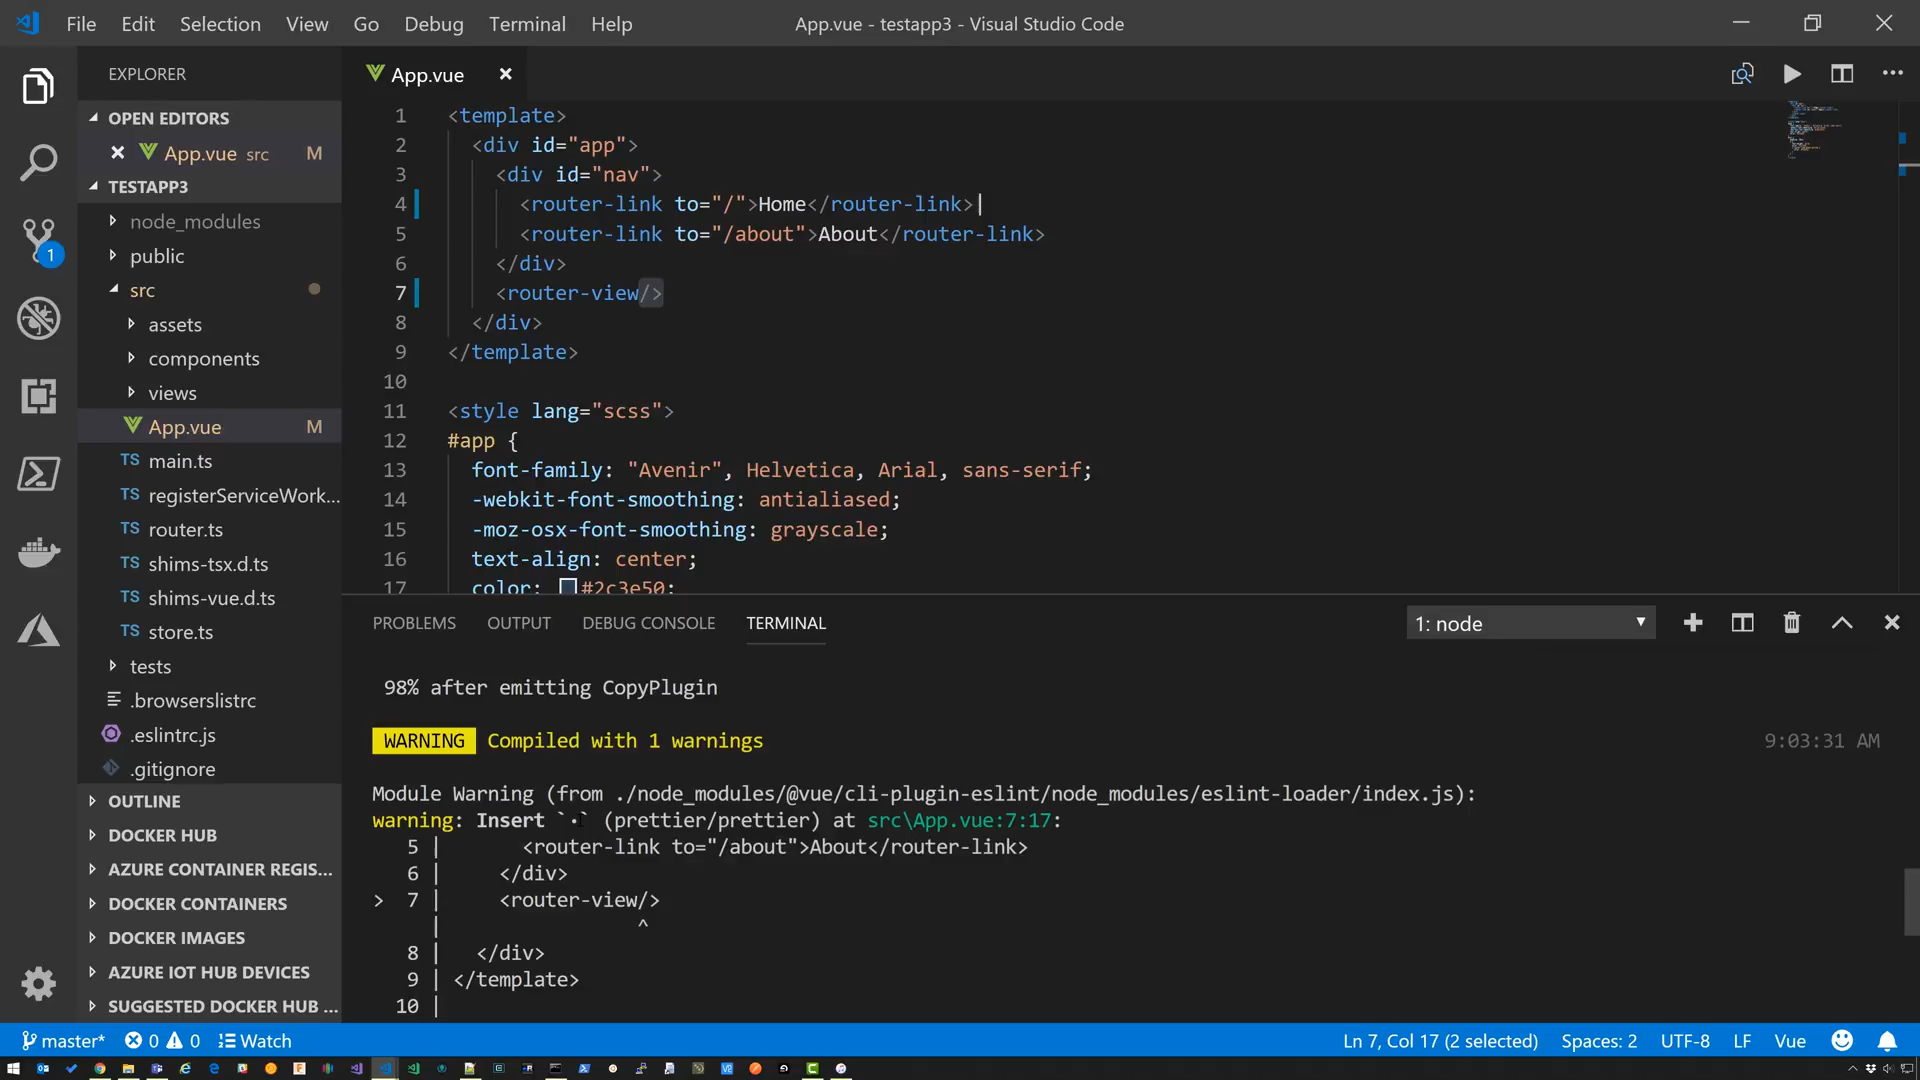 File Edit Selection View Go Debug Terminal Help App.vue - testapp3 - Visual Studio Code
EXPLORER
OPEN EDITORS
App.vue src M
TESTAPP3
node_modules
public
src
assets
components
views
App.vue M
TS main.ts
TS registerServiceWork...
TS router.ts
TS shims-tsx.d.ts
TS shims-vue.d.ts
TS store.ts
tests
.browserslistrc
.eslintrc.js
.gitignore
OUTLINE
DOCKER HUB
AZURE CONTAINER REGIS...
DOCKER CONTAINERS
DOCKER IMAGES
AZURE IOT HUB DEVICES
SUGGESTED DOCKER HUB ...
1
App.vue
1 <template>
2 <div id="app">
3 <div id="nav">
4 <router-link to="/">Home</router-link>
5 <router-link to="/about">About</router-link>
6 </div>
7 <router-view/>
8 </div>
9 </template>
10
11 <style lang="scss">
12 #app {
13 font-family: "Avenir", Helvetica, Arial, sans-serif;
14 -webkit-font-smoothing: antialiased;
15 -moz-osx-font-smoothing: grayscale;
16 text-align: center;
17 color: #2c3e50;
PROBLEMS OUTPUT DEBUG CONSOLE TERMINAL 1: node
98% after emitting CopyPlugin
WARNING Compiled with 1 warnings 9:03:31 AM
Module Warning (from ./node_modules/@vue/cli-plugin-eslint/node_modules/eslint-loader/index.js):
warning: Insert `·` (prettier/prettier) at src\App.vue:7:17:
5 | <router-link to="/about">About</router-link>
6 | </div>
> 7 | <router-view/>
| ^
8 | </div>
9 | </template>
10 |
master* 0 0 Watch Ln 7, Col 17 (2 selected) Spaces: 2 UTF-8 LF Vue